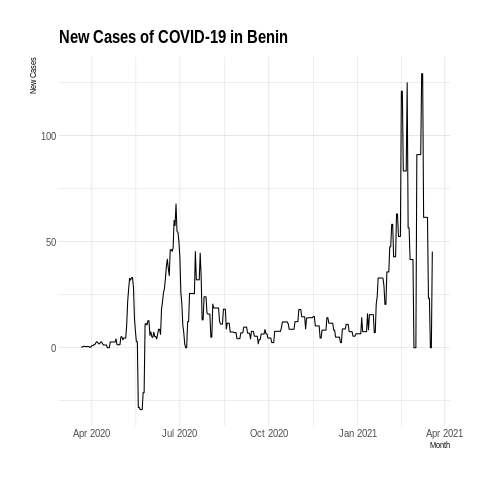 New Cases of COVID-19 in Benin
New Cases
100
50
0
Apr 2020 Jul 2020 Oct 2020 Jan 2021 Apr 2021
Month